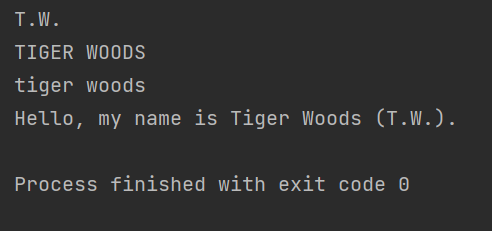 T.W.
TIGER WOODS
tiger woods
Hello, my name is Tiger Woods (T.W.).
Process finished with exit code 0